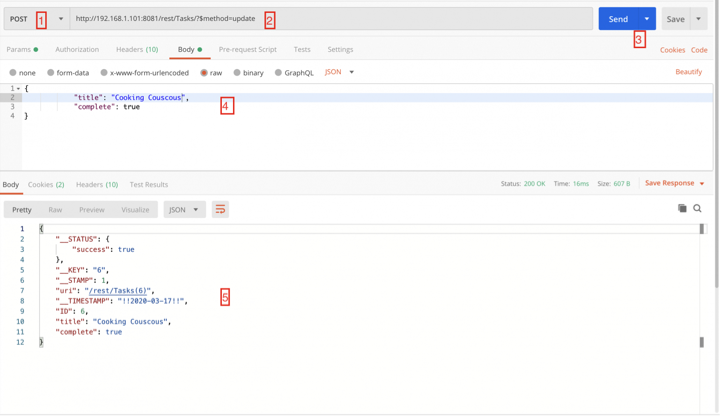 POST 1 http://192.168.1.101:8081/rest/Tasks/?$method=update 2 Send Save
3
Params Authorization Headers (10) Body Pre-request Script Tests Settings Cookies Code
none form-data x-www-form-urlencoded raw binary GraphQL JSON Beautify
1 {
2 "title": "Cooking Couscous",
3 "complete": true
4 }
4
Body Cookies (2) Headers (10) Test Results Status: 200 OK Time: 16ms Size: 607 B Save Response
Pretty Raw Preview Visualize JSON
1 {
2 "__STATUS": {
3 "success": true
4 },
5 "__KEY": "6",
6 "__STAMP": 1,
7 "uri": "/rest/Tasks(6)",
8 "__TIMESTAMP": "!!2020-03-17!!",
5
9 "ID": 6,
10 "title": "Cooking Couscous",
11 "complete": true
12 }